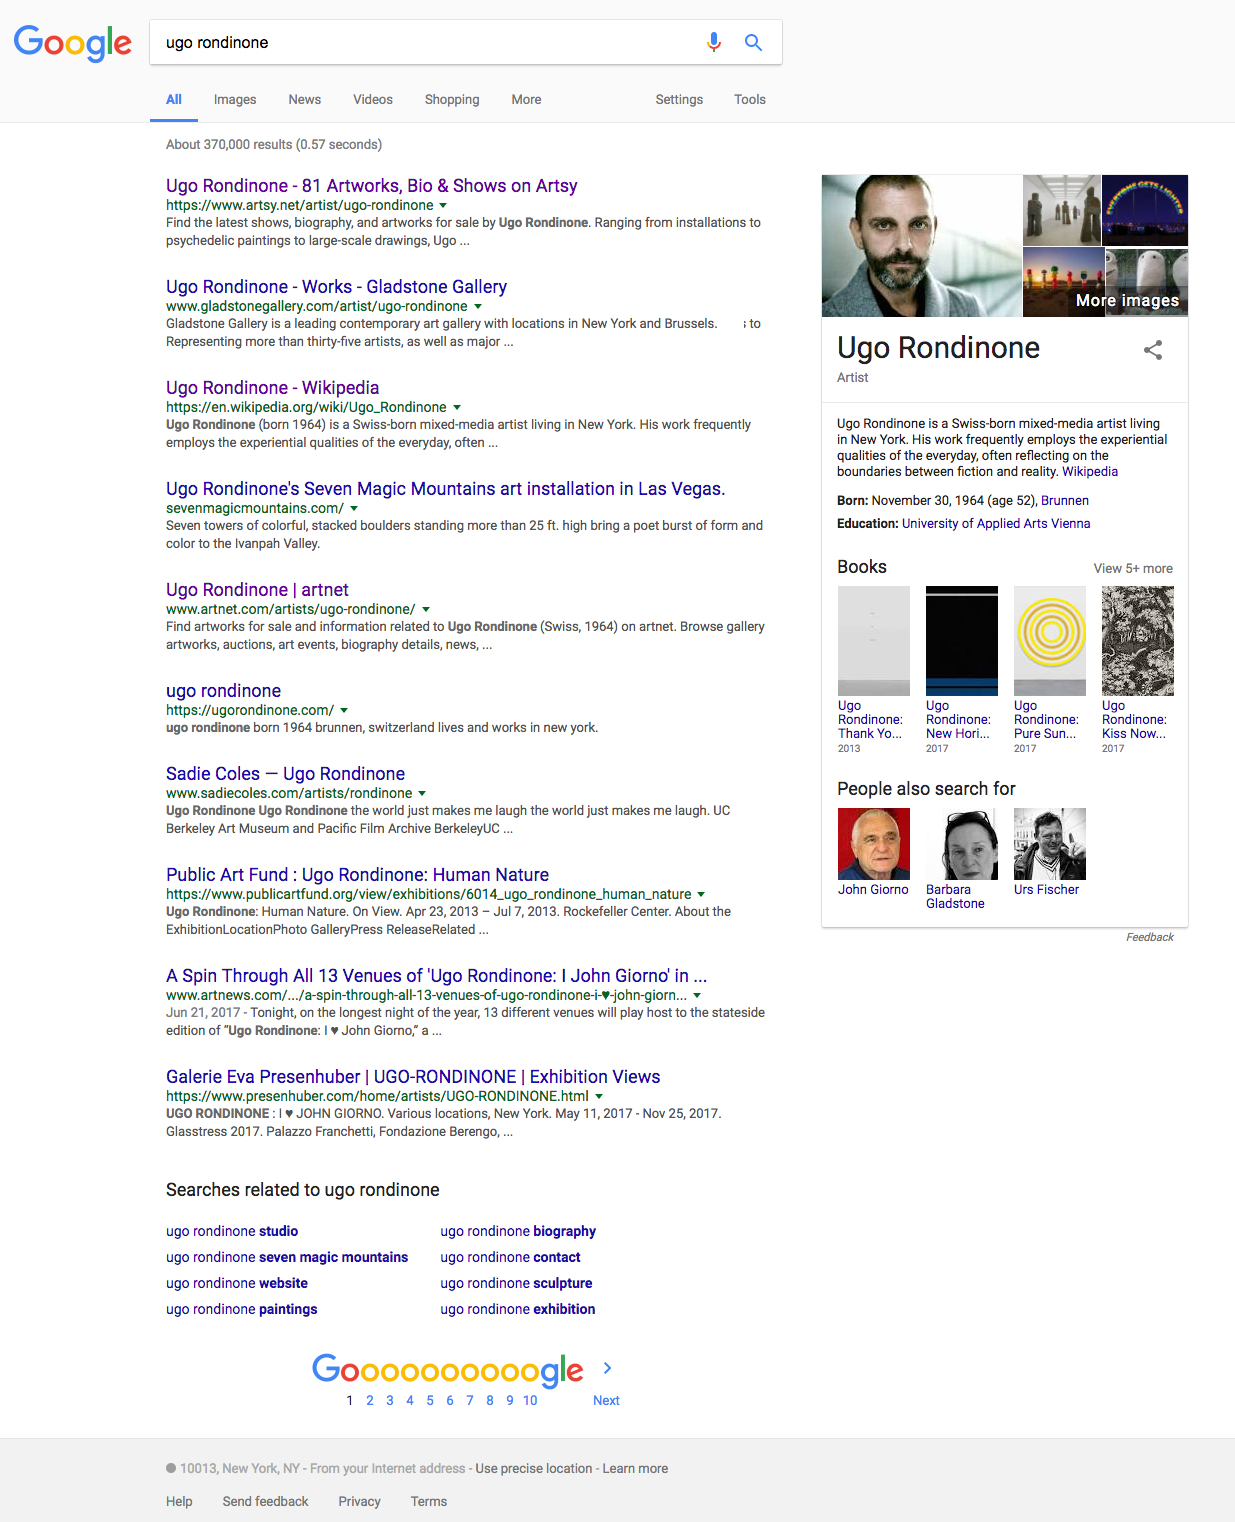 Google
ugo rondinone
All Images News Videos Shopping More Settings Tools
About 370,000 results (0.57 seconds)
Ugo Rondinone - 81 Artworks, Bio & Shows on Artsy
https://www.artsy.net/artist/ugo-rondinone
Find the latest shows, biography, and artworks for sale by Ugo Rondinone. Ranging from installations to
psychedelic paintings to large-scale drawings, Ugo ...
Ugo Rondinone - Works - Gladstone Gallery
www.gladstonegallery.com/artist/ugo-rondinone
Gladstone Gallery is a leading contemporary art gallery with locations in New York and Brussels. to
Representing more than thirty-five artists, as well as major ...
Ugo Rondinone - Wikipedia
https://en.wikipedia.org/wiki/Ugo_Rondinone
Ugo Rondinone (born 1964) is a Swiss-born mixed-media artist living in New York. His work frequently
employs the experiential qualities of the everyday, often ...
Ugo Rondinone's Seven Magic Mountains art installation in Las Vegas.
sevenmagicmountains.com/
Seven towers of colorful, stacked boulders standing more than 25 ft. high bring a poet burst of form and
color to the Ivanpah Valley.
Ugo Rondinone | artnet
www.artnet.com/artists/ugo-rondinone/
Find artworks for sale and information related to Ugo Rondinone (Swiss, 1964) on artnet. Browse gallery
artworks, auctions, art events, biography details, news, ...
ugo rondinone
https://ugorondinone.com/
ugo rondinone born 1964 brunnen, switzerland lives and works in new york.
Sadie Coles — Ugo Rondinone
www.sadiecoles.com/artists/rondinone
Ugo Rondinone Ugo Rondinone the world just makes me laugh the world just makes me laugh. UC
Berkeley Art Museum and Pacific Film Archive BerkeleyUC ...
Public Art Fund : Ugo Rondinone: Human Nature
https://www.publicartfund.org/view/exhibitions/6014_ugo_rondinone_human_nature
Ugo Rondinone: Human Nature. On View. Apr 23, 2013 – Jul 7, 2013. Rockefeller Center. About the
ExhibitionLocationPhoto GalleryPress ReleaseRelated ...
A Spin Through All 13 Venues of 'Ugo Rondinone: I John Giorno' in ...
www.artnews.com/.../a-spin-through-all-13-venues-of-ugo-rondinone-i-♥-john-giorn...
Jun 21, 2017 - Tonight, on the longest night of the year, 13 different venues will play host to the stateside
edition of “Ugo Rondinone: I ♥ John Giorno,” a ...
Galerie Eva Presenhuber | UGO-RONDINONE | Exhibition Views
https://www.presenhuber.com/home/artists/UGO-RONDINONE.html
UGO RONDINONE : I ♥ JOHN GIORNO. Various locations, New York. May 11, 2017 - Nov 25, 2017.
Glasstress 2017. Palazzo Franchetti, Fondazione Berengo, ...
Searches related to ugo rondinone
ugo rondinone studio
ugo rondinone seven magic mountains
ugo rondinone website
ugo rondinone paintings
ugo rondinone biography
ugo rondinone contact
ugo rondinone sculpture
ugo rondinone exhibition
Goooooooooogle
1 2 3 4 5 6 7 8 9 10 Next
EVERYONE GETS LIGHTER
More images
Ugo Rondinone
Artist
Ugo Rondinone is a Swiss-born mixed-media artist living
in New York. His work frequently employs the experiential
qualities of the everyday, often reflecting on the
boundaries between fiction and reality. Wikipedia
Born: November 30, 1964 (age 52), Brunnen
Education: University of Applied Arts Vienna
Books
View 5+ more
Ugo
Rondinone:
Thank Yo...
2013
Ugo
Rondinone:
New Hori...
2017
Ugo
Rondinone:
Pure Sun...
2017
Ugo
Rondinone:
Kiss Now...
2017
People also search for
John Giorno
Barbara
Gladstone
Urs Fischer
Feedback
10013, New York, NY - From your Internet address - Use precise location - Learn more
Help Send feedback Privacy Terms